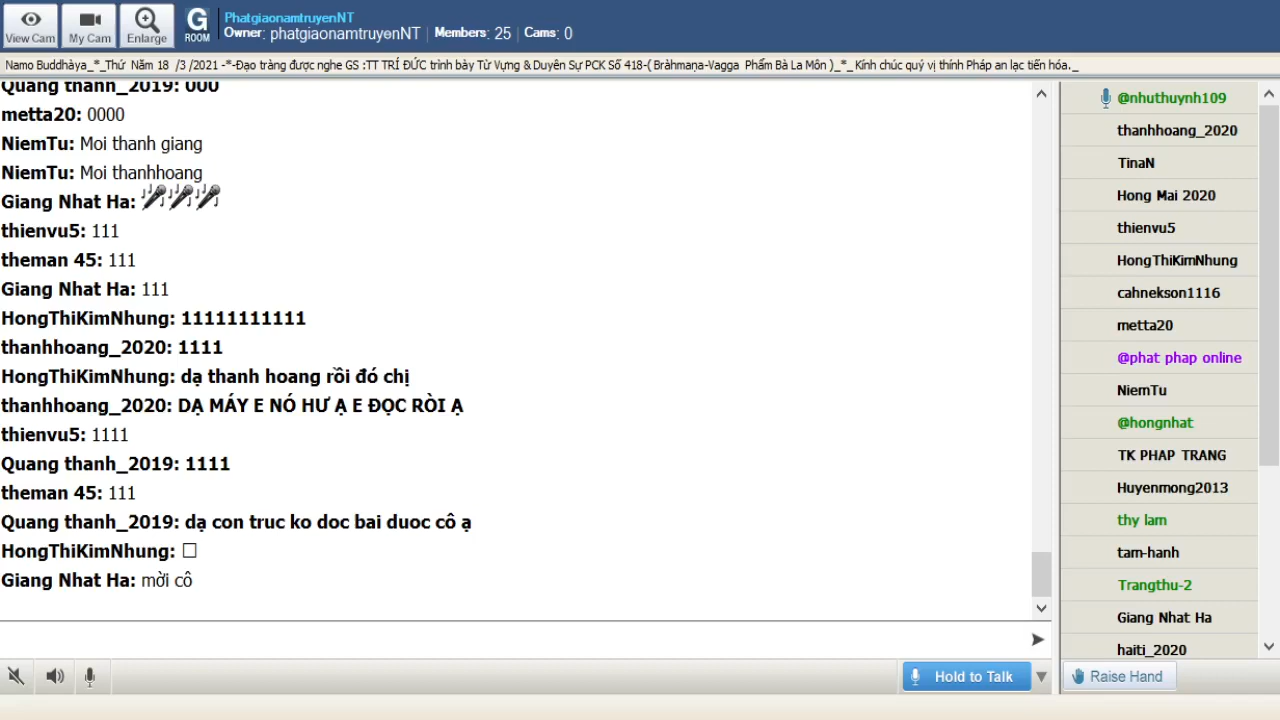 View Cam
My Cam
Enlarge
G
ROOM
PhatgiaonamtruyenNT
Owner: phatgiaonamtruyenNT | Members: 25 | Cams: 0
Namo Buddhàya_*_Thứ Năm 18 /3 /2021 -*-Đạo tràng được nghe GS :TT TRÍ ĐỨC trình bày Từ Vựng & Duyên Sự PCK Số 418-( Bràhmaṇa-Vagga Phẩm Bà La Môn )_*_ Kính chúc quý vị thính Pháp an lạc tiến hóa._
Quang thanh_2019: 000
metta20: 0000
NiemTu: Moi thanh giang
NiemTu: Moi thanhhoang
Giang Nhat Ha:
thienvu5: 111
theman 45: 111
Giang Nhat Ha: 111
HongThiKimNhung: 11111111111
thanhhoang_2020: 1111
HongThiKimNhung: dạ thanh hoang rồi đó chị
thanhhoang_2020: DẠ MÁY E NÓ HƯ Ạ E ĐỌC RÒI Ạ
thienvu5: 1111
Quang thanh_2019: 1111
theman 45: 111
Quang thanh_2019: dạ con truc ko doc bai duoc cô ạ
HongThiKimNhung: □
Giang Nhat Ha: mời cô
@nhuthuynh109
thanhhoang_2020
TinaN
Hong Mai 2020
thienvu5
HongThiKimNhung
cahnekson1116
metta20
@phat phap online
NiemTu
@hongnhat
TK PHAP TRANG
Huyenmong2013
thy lam
tam-hanh
Trangthu-2
Giang Nhat Ha
haiti_2020
Hold to Talk
Raise Hand